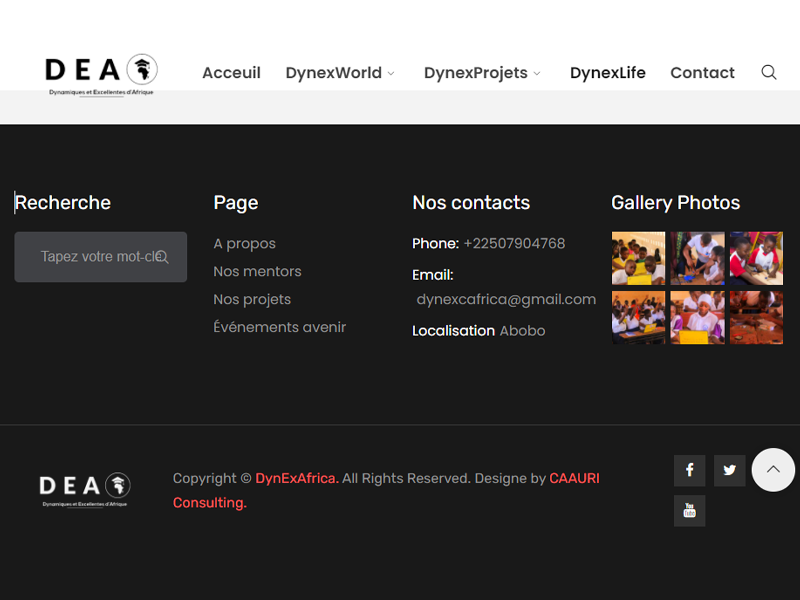 DEA
Dynamiques et Excellentes d'Afrique
Acceuil
DynexWorld
DynexProjets
DynexLife
Contact
Recherche
Tapez votre mot-clé
Page
A propos
Nos mentors
Nos projets
Événements avenir
Nos contacts
Phone: +22507904768
Email:
dynexcafrica@gmail.com
Localisation Abobo
Gallery Photos
DEA
Dynamiques et Excellentes d'Afrique
Copyright © DynExAfrica. All Rights Reserved. Designe by CAAURI
Consulting.
You
Tube